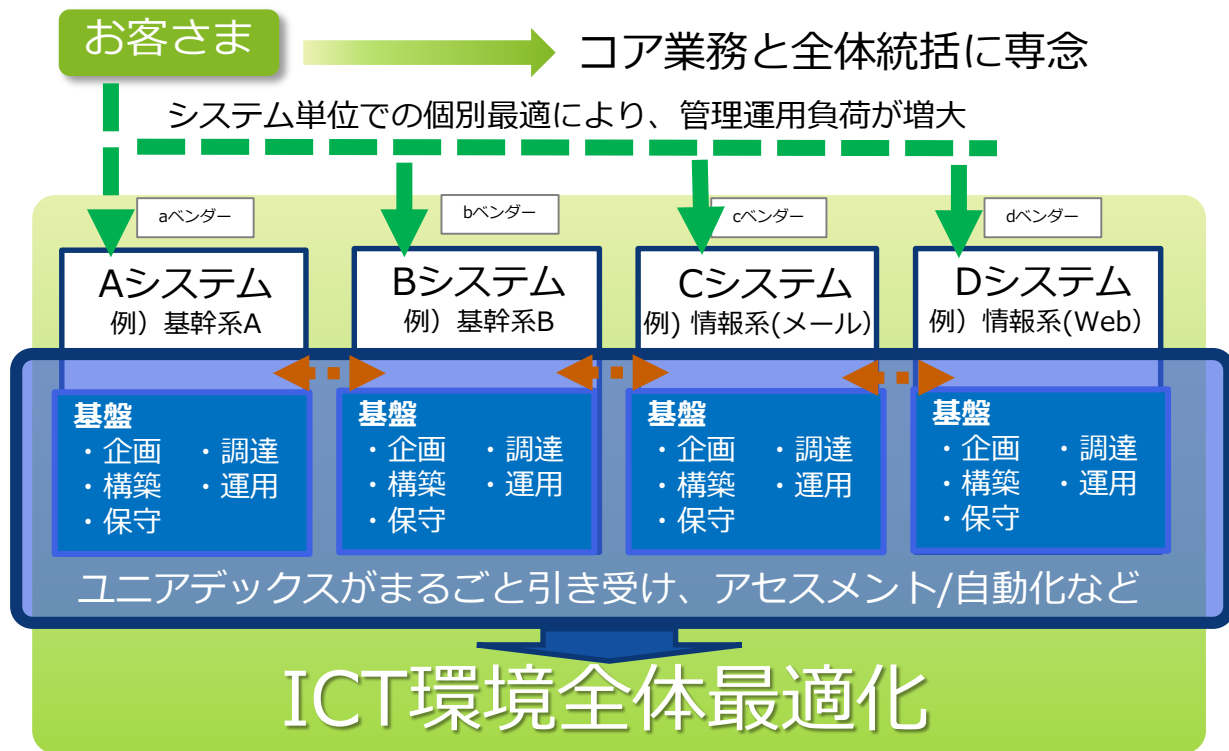 お客さま
コア業務と全体統括に専念
システム単位での個別最適により、管理運用負荷が増大
aベンダー
bベンダー
cベンダー
dベンダー
Aシステム
例）基幹系A
Bシステム
例）基幹系B
Cシステム
例) 情報系(メール）
Dシステム
例）情報系(Web）
基盤
・企画 ・調達
・構築 ・運用
・保守
基盤
・企画 ・調達
・構築 ・運用
・保守
基盤
・企画 ・調達
・構築 ・運用
・保守
基盤
・企画 ・調達
・構築 ・運用
・保守
ユニアデックスがまるごと引き受け、アセスメント/自動化など
ICT環境全体最適化